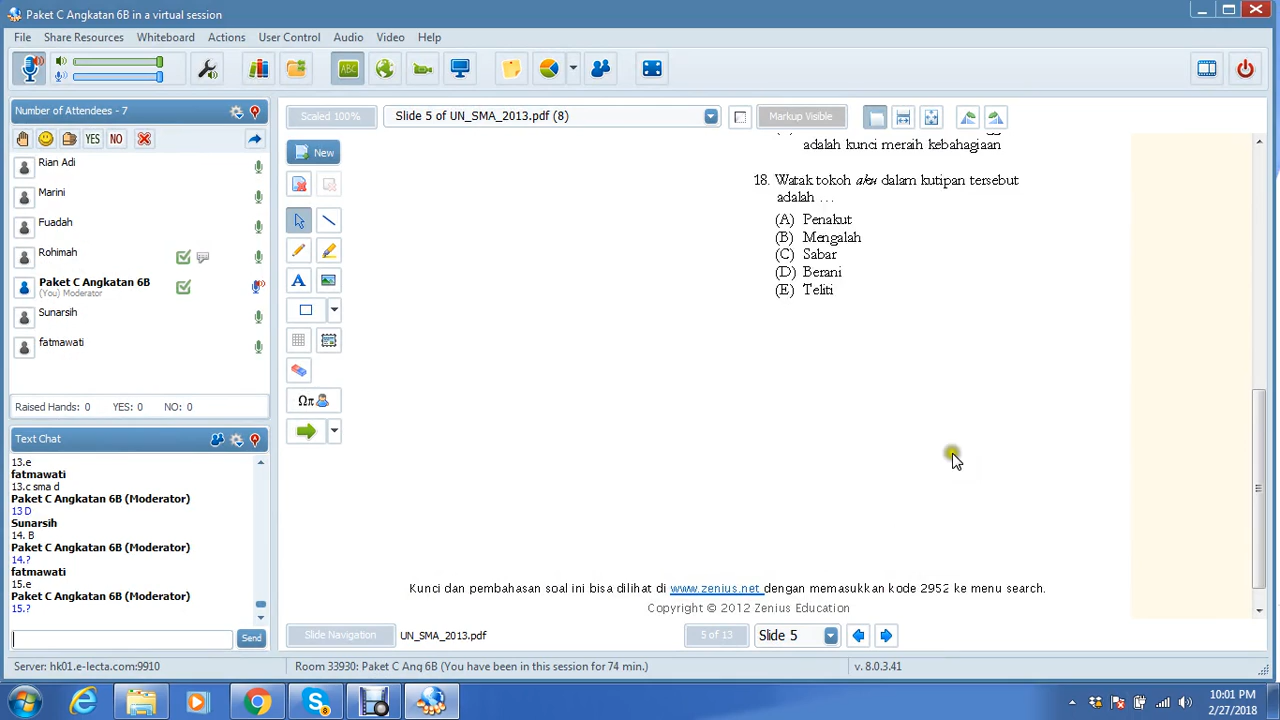 Paket C Angkatan 6B in a virtual session
File Share Resources Whiteboard Actions User Control Audio Video Help
ABC
Number of Attendees - 7
YES NO
Rian Adi
Marini
Fuadah
Rohimah
Paket C Angkatan 6B
(You) Moderator
Sunarsih
fatmawati
Raised Hands: 0 YES: 0 NO: 0
Text Chat
13.e
fatmawati
13.c sma d
Paket C Angkatan 6B (Moderator)
13 D
Sunarsih
14. B
Paket C Angkatan 6B (Moderator)
14.?
fatmawati
15.e
Paket C Angkatan 6B (Moderator)
15.?
Send
Scaled 100% Slide 5 of UN_SMA_2013.pdf (8) Markup Visible
New
A
Ωπ
adalah kunci meraih kebahagiaan
18. Watak tokoh aku dalam kutipan tersebut
adalah ...
(A) Penakut
(B) Mengalah
(C) Sabar
(D) Berani
(E) Teliti
Kunci dan pembahasan soal ini bisa dilihat di www.zenius.net dengan memasukkan kode 2952 ke menu search.
Copyright © 2012 Zenius Education
Slide Navigation UN_SMA_2013.pdf 5 of 13 Slide 5
Server: hk01.e-lecta.com:9910 Room 33930: Paket C Ang 6B (You have been in this session for 74 min.) v. 8.0.3.41
10:01 PM
2/27/2018